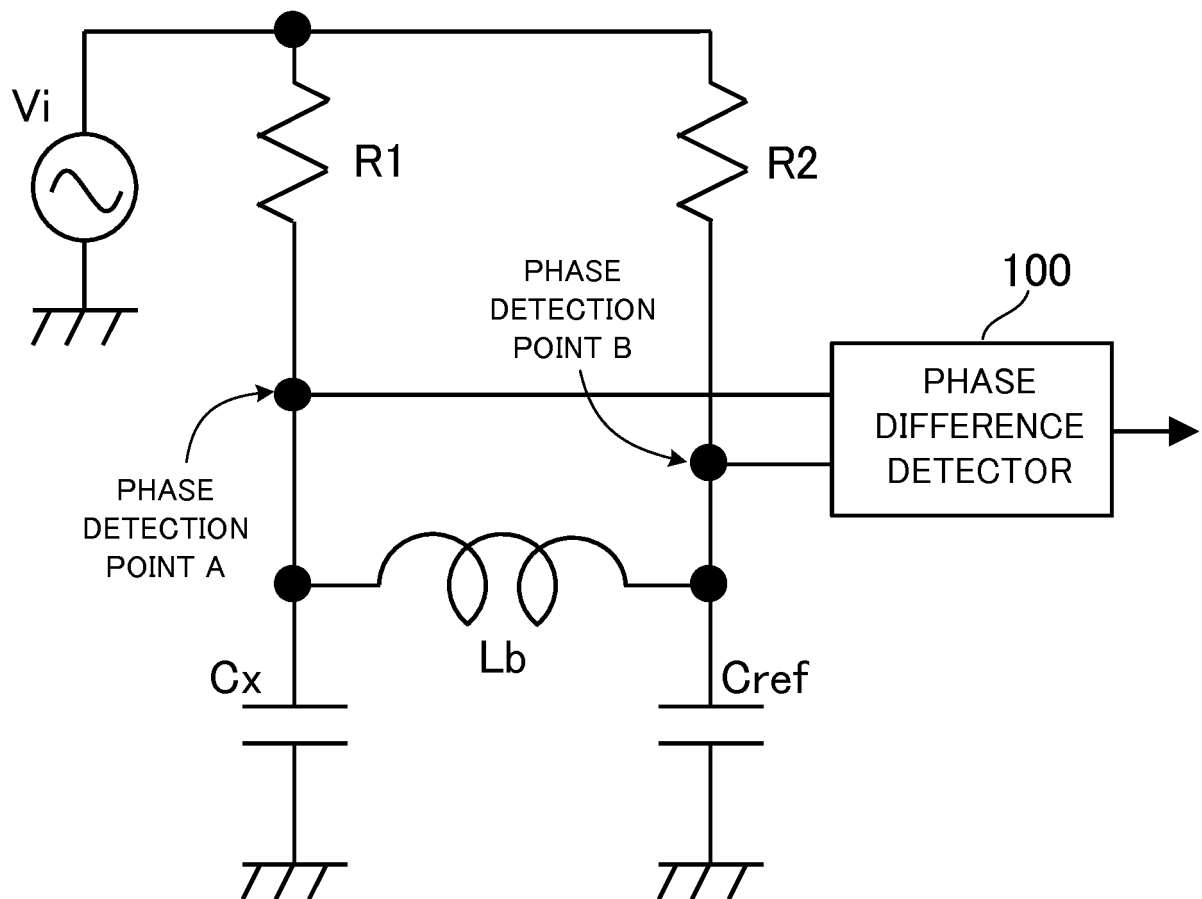 Vi
R1
R2
PHASE
DETECTION
POINT B
100
PHASE
DIFFERENCE
DETECTOR
PHASE
DETECTION
POINT A
Lb
Cx
Cref